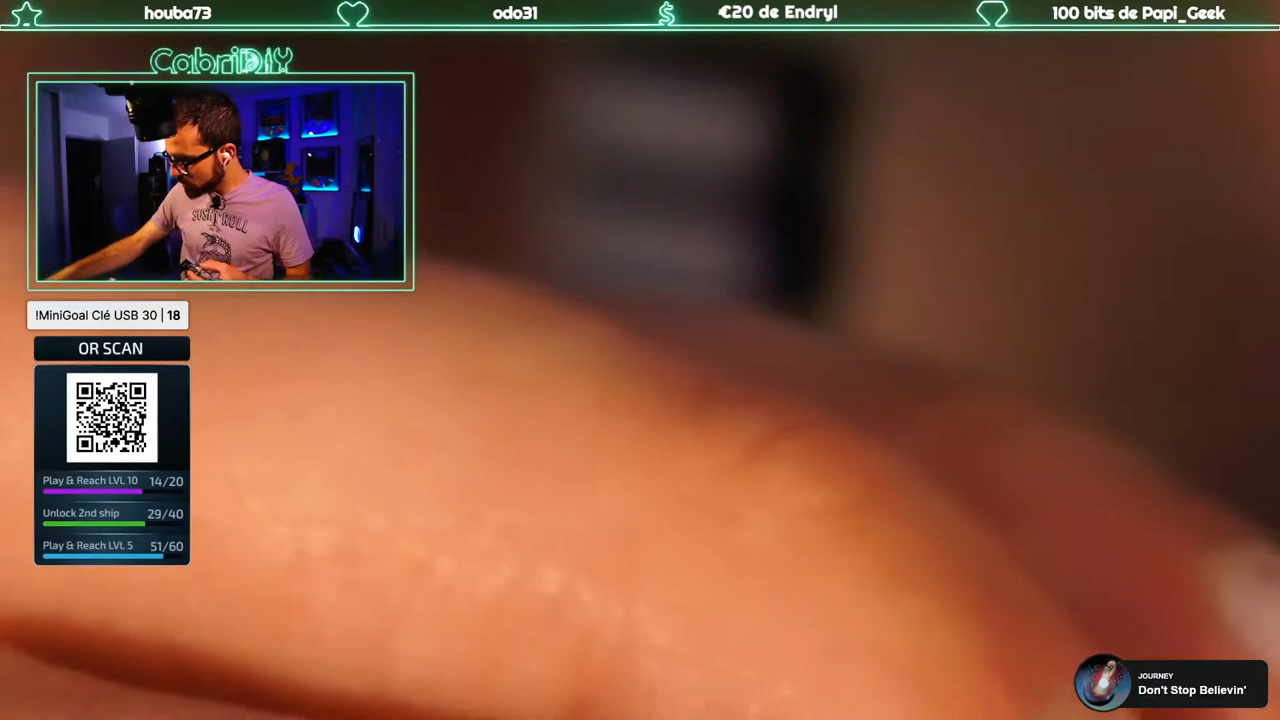 houba73
odo31
€20 de Endryl
100 bits de Papi_Geek
CabriDIY
SUSHI ROLL
!MiniGoal Clé USB 30 | 18
OR SCAN
Play & Reach LVL 10 14/20
Unlock 2nd ship 29/40
Play & Reach LVL 5 51/60
JOURNEY
Don't Stop Believin'